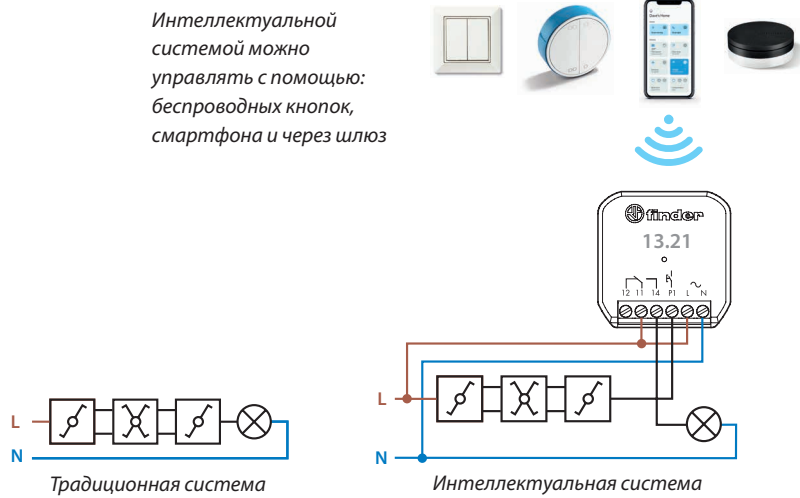 Интеллектуальной
системой можно
управлять с помощью:
беспроводных кнопок,
смартфона и через шлюз
finder
13.21
12 11 14 P1 L N
L
N
Традиционная система
L
N
Интеллектуальная система